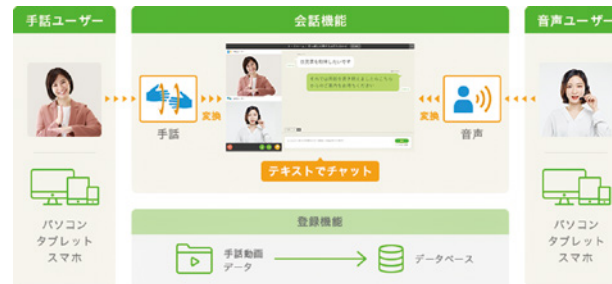 手話ユーザー
会話機能
音声ユーザー
手話
変換
変換
音声
テキストでチャット
パソコン
タブレット
スマホ
登録機能
手話動画
データ
データベース
パソコン
タブレット
スマホ